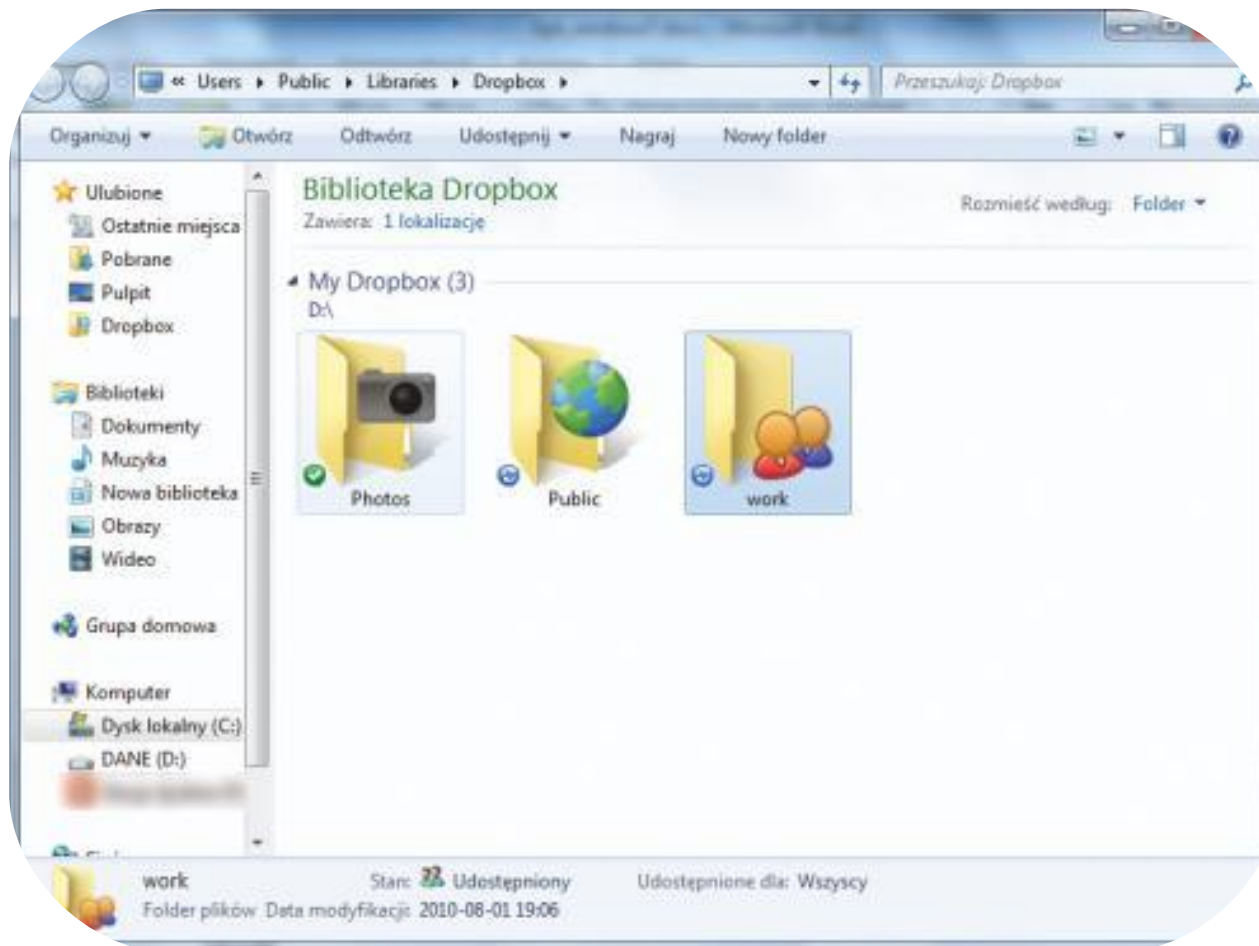 « Users ▸ Public ▸ Libraries ▸ Dropbox ▸ Przeszukaj: Dropbox
Organizuj Otwórz Odtwórz Udostępnij Nagraj Nowy folder
Ulubione
Ostatnie miejsca
Pobrane
Pulpit
Dropbox
Biblioteki
Dokumenty
Muzyka
Nowa biblioteka
Obrazy
Wideo
Grupa domowa
Komputer
Dysk lokalny (C:)
DANE (D:)
Biblioteka Dropbox
Zawiera: 1 lokalizację
Rozmieść według: Folder
My Dropbox (3)
D:\
Photos Public work
work Stan: Udostępniony Udostępnione dla: Wszyscy
Folder plików Data modyfikacji: 2010-08-01 19:06